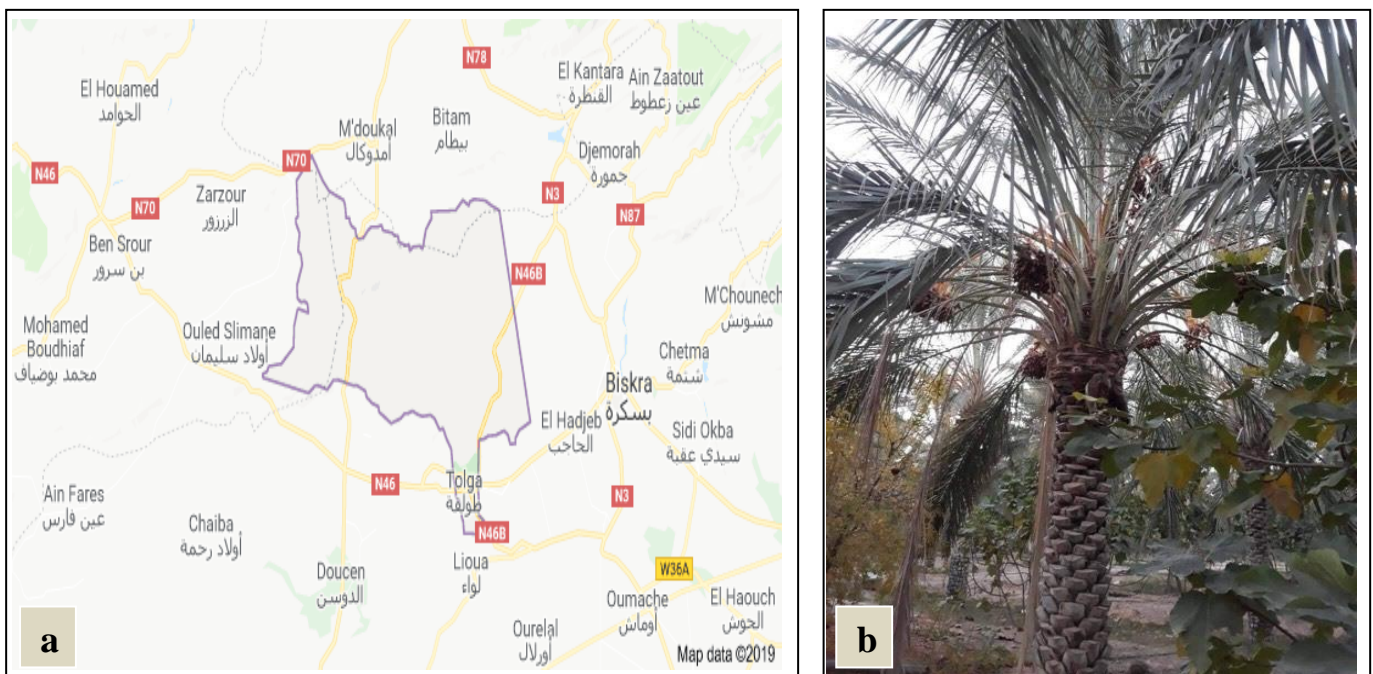 N78
El Kantara
القنطرة
Ain Zaatout
عين زعطوط
El Houamed
الحوامد
M'doukal
أمدوكال
Bitam
بيطام
Djemorah
جمورة
N70
N46
N70
Zarzour
الزرزور
N3
N87
Ben Srour
بن سرور
N46B
M'Chounech
مشونش
Mohamed
Boudhiaf
محمد بوضياف
Ouled Slimane
أولاد سليمان
Chetma
شتمة
Biskra
بسكرة
El Hadjeb
الحاجب
Sidi Okba
سيدي عقبة
Tolga
طولقة
N46
N3
Ain Fares
عين فارس
Chaiba
أولاد رحمة
N46B
Lioua
لواء
Doucen
الدوسن
W36A
Oumache
أوماش
El Haouch
الحوش
Ourelal
أورلال
Map data ©2019
a
b